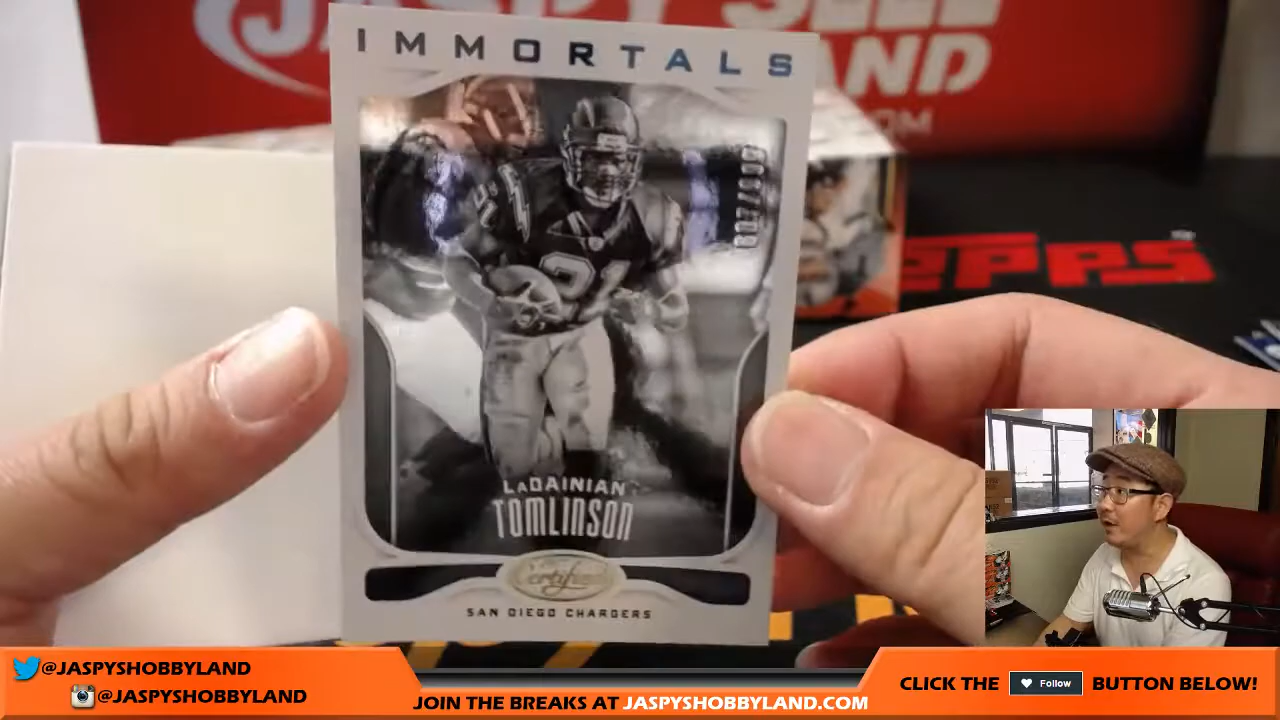 IMMORTALS
LADAINIAN
TOMLINSON
Certified
SAN DIEGO CHARGERS
21
@JASPYSHOBBYLAND
@JASPYSHOBBYLAND
JOIN THE BREAKS AT JASPYSHOBBYLAND.COM
CLICK THE Follow BUTTON BELOW!